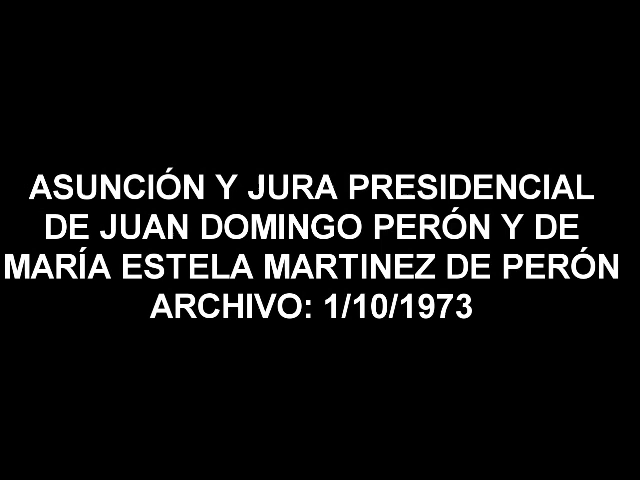 ASUNCIÓN Y JURA PRESIDENCIAL
DE JUAN DOMINGO PERÓN Y DE
MARÍA ESTELA MARTINEZ DE PERÓN
ARCHIVO: 1/10/1973